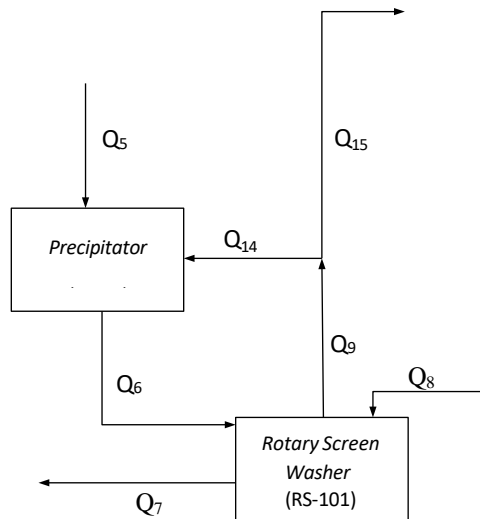 Q₅
Q₁₅
Precipitator
Q₁₄
Q₉
Q₆
Q₈
Rotary Screen
Washer
(RS-101)
Q₇